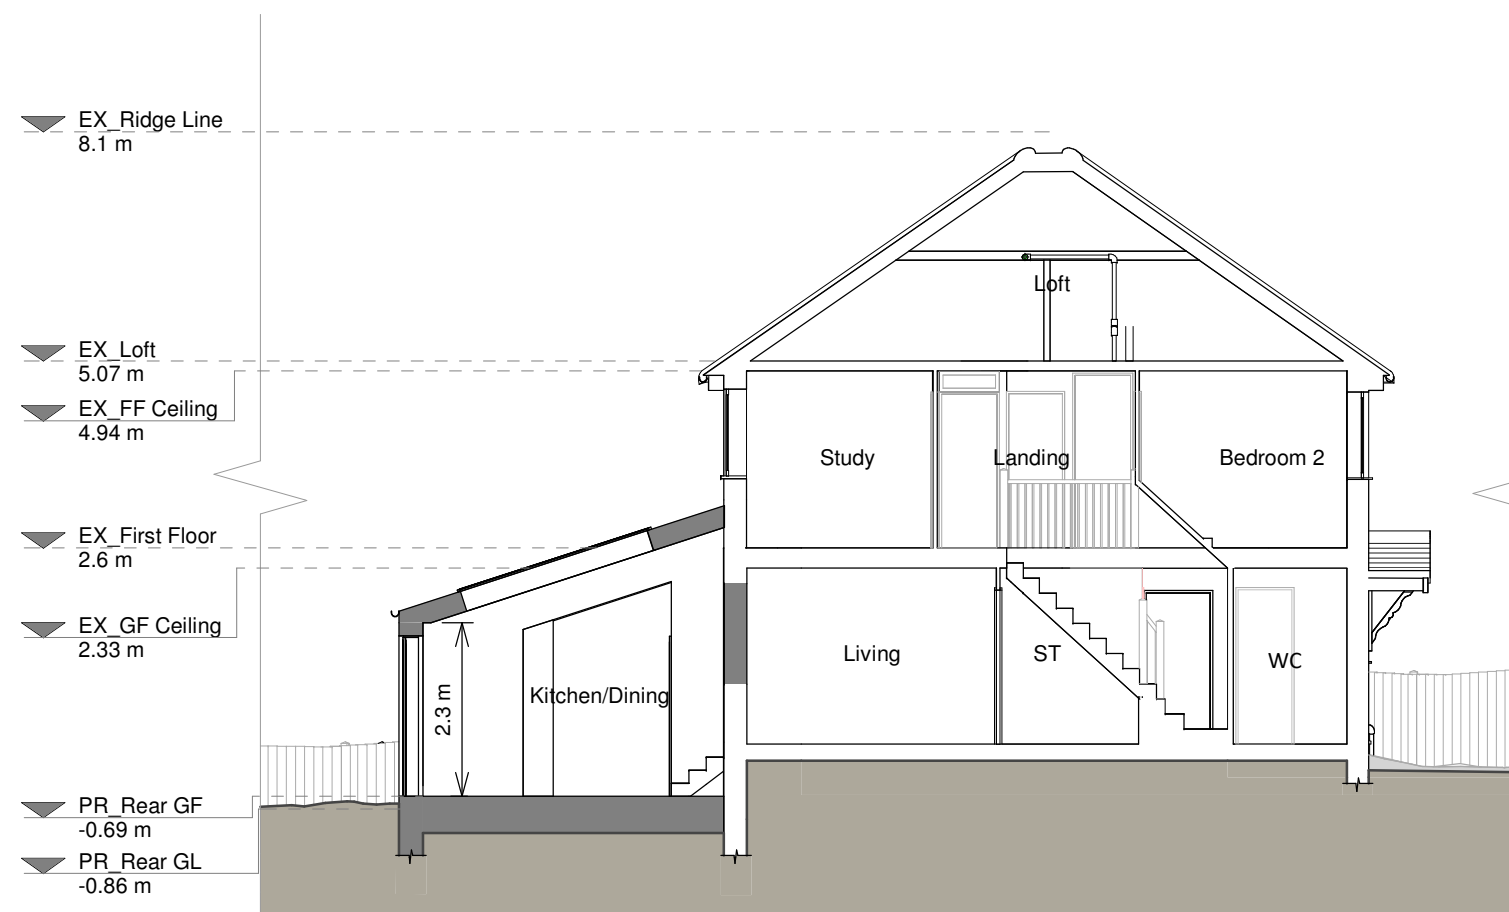 EX_Ridge Line
8.1 m
Loft
EX_Loft
5.07 m
EX_FF Ceiling
4.94 m
Study
Landing
Bedroom 2
EX_First Floor
2.6 m
EX_GF Ceiling
2.33 m
Living
ST
WC
Kitchen/Dining
2.3 m
PR_Rear GF
-0.69 m
PR_Rear GL
-0.86 m